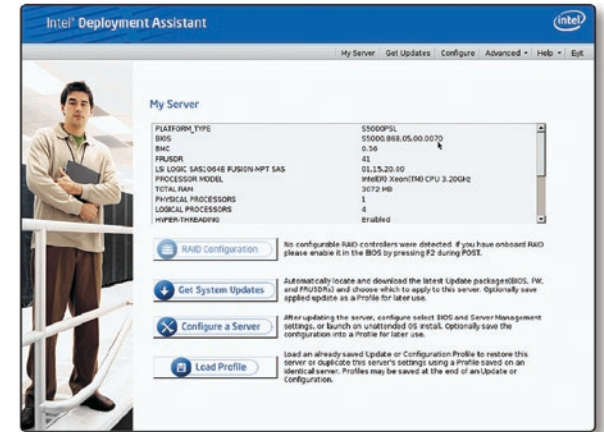 Intel® Deployment Assistant
intel
My Server Get Updates Configure Advanced Help Exit
My Server
PLATFORM_TYPE S5000PSL
BIOS S5000.86B.05.00.0070
BMC 0.56
FRUSDR 41
LSI LOGIC SAS1064E FUSION-MPT SAS 01.15.20.00
PROCESSOR MODEL Intel(R) Xeon(TM) CPU 3.20GHz
TOTAL RAM 3072 MB
PHYSICAL PROCESSORS 1
LOGICAL PROCESSORS 4
HYPER-THREADING Enabled
RAID Configuration
No configurable RAID controllers were detected. If you have onboard RAID
please enable it in the BIOS by pressing F2 during POST.
Get System Updates
Automatically locate and download the latest Update packages(BIOS, FW,
and FRUSDRs) and choose which to apply to this server. Optionally save
applied update as a Profile for later use.
Configure a Server
After updating the server, configure select BIOS and Server Management
settings, or launch an unattended OS install. Optionally save the
configuration into a Profile for later use.
Load Profile
Load an already saved Update or Configuration Profile to restore this
server or duplicate this server's settings using a Profile saved on an
identical server. Profiles may be saved at the end of an Update or
Configuration.